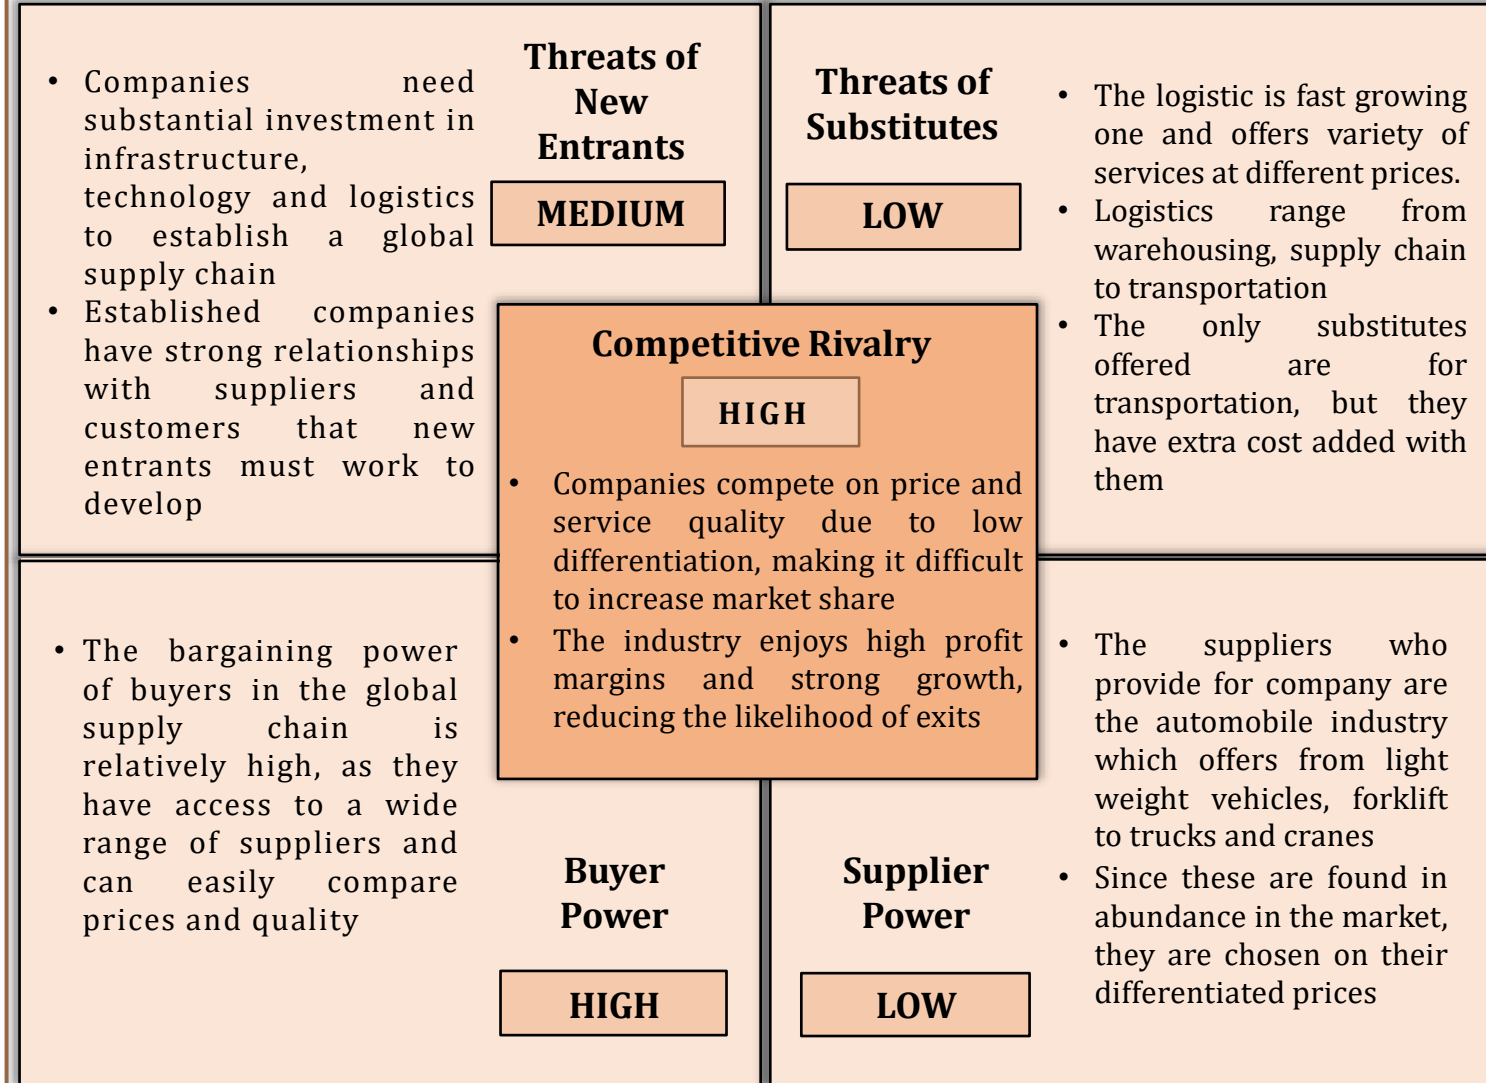 • Companies need
substantial investment in
infrastructure,
technology and logistics
to establish a global
supply chain
• Established companies
have strong relationships
with suppliers and
customers that new
entrants must work to
develop
Threats of
New
Entrants
MEDIUM
Threats of
Substitutes
LOW
• The logistic is fast growing
one and offers variety of
services at different prices.
• Logistics range from
warehousing, supply chain
to transportation
• The only substitutes
offered are for
transportation, but they
have extra cost added with
them
Competitive Rivalry
HIGH
• Companies compete on price and
service quality due to low
differentiation, making it difficult
to increase market share
• The industry enjoys high profit
margins and strong growth,
reducing the likelihood of exits
• The bargaining power
of buyers in the global
supply chain is
relatively high, as they
have access to a wide
range of suppliers and
can easily compare
prices and quality
Buyer
Power
HIGH
Supplier
Power
LOW
• The suppliers who
provide for company are
the automobile industry
which offers from light
weight vehicles, forklift
to trucks and cranes
• Since these are found in
abundance in the market,
they are chosen on their
differentiated prices